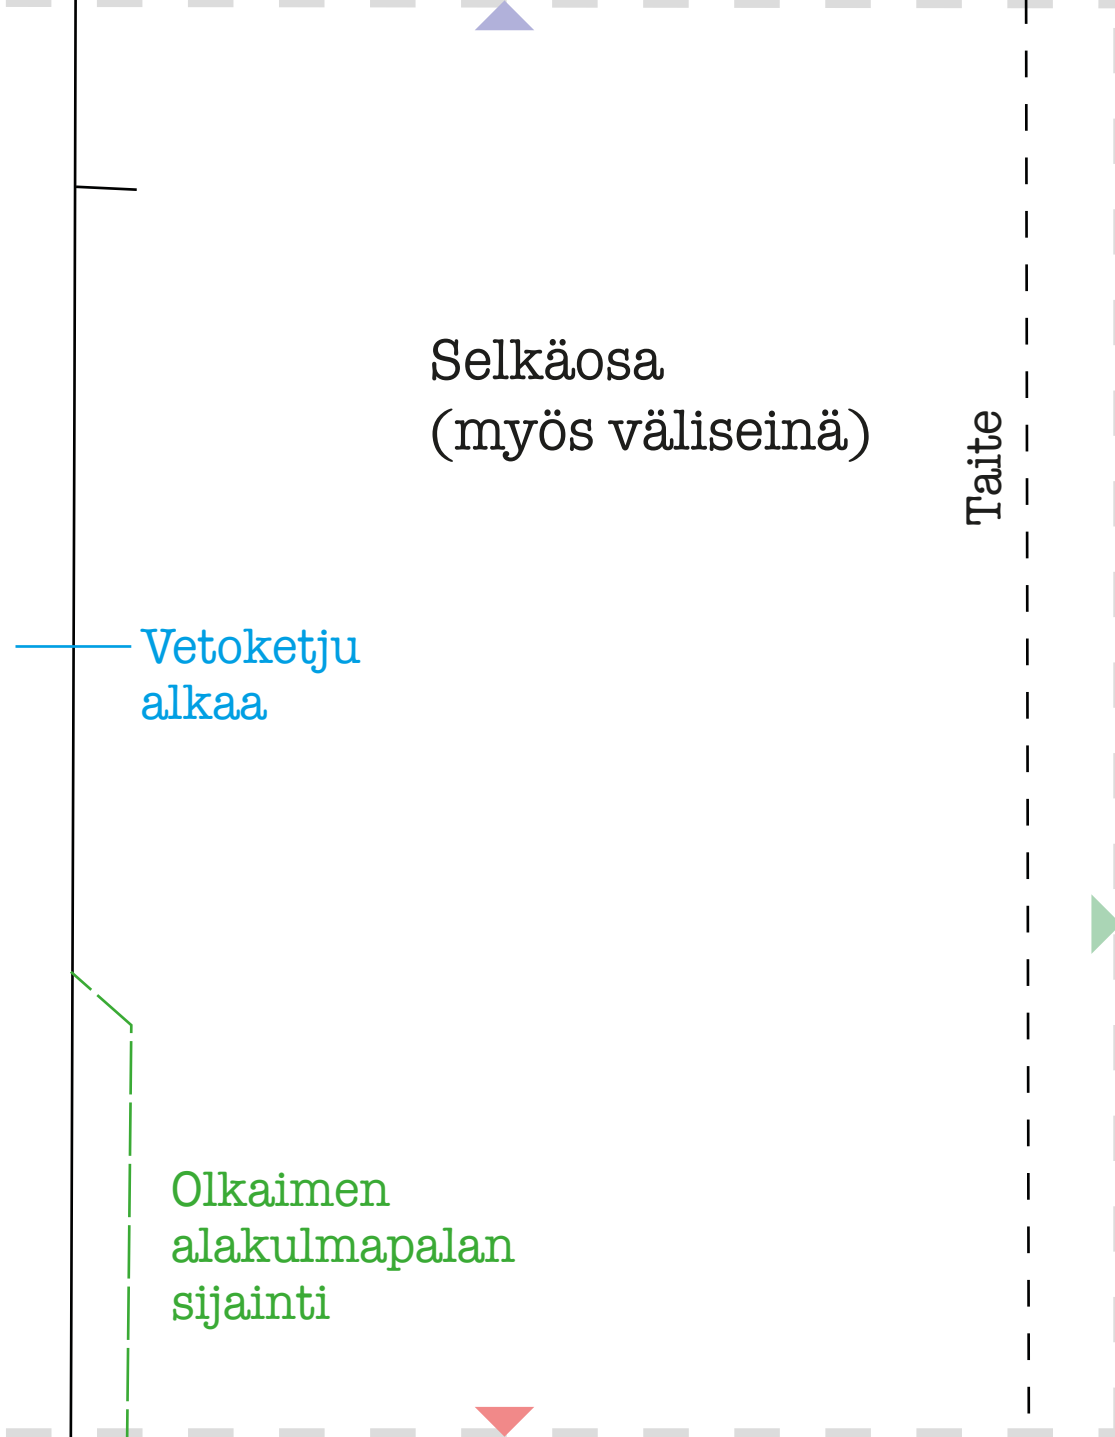 Selkäosa
(myös väliseinä)
Taite
Vetoketju
alkaa
Olkaimen
alakulmapalan
sijainti